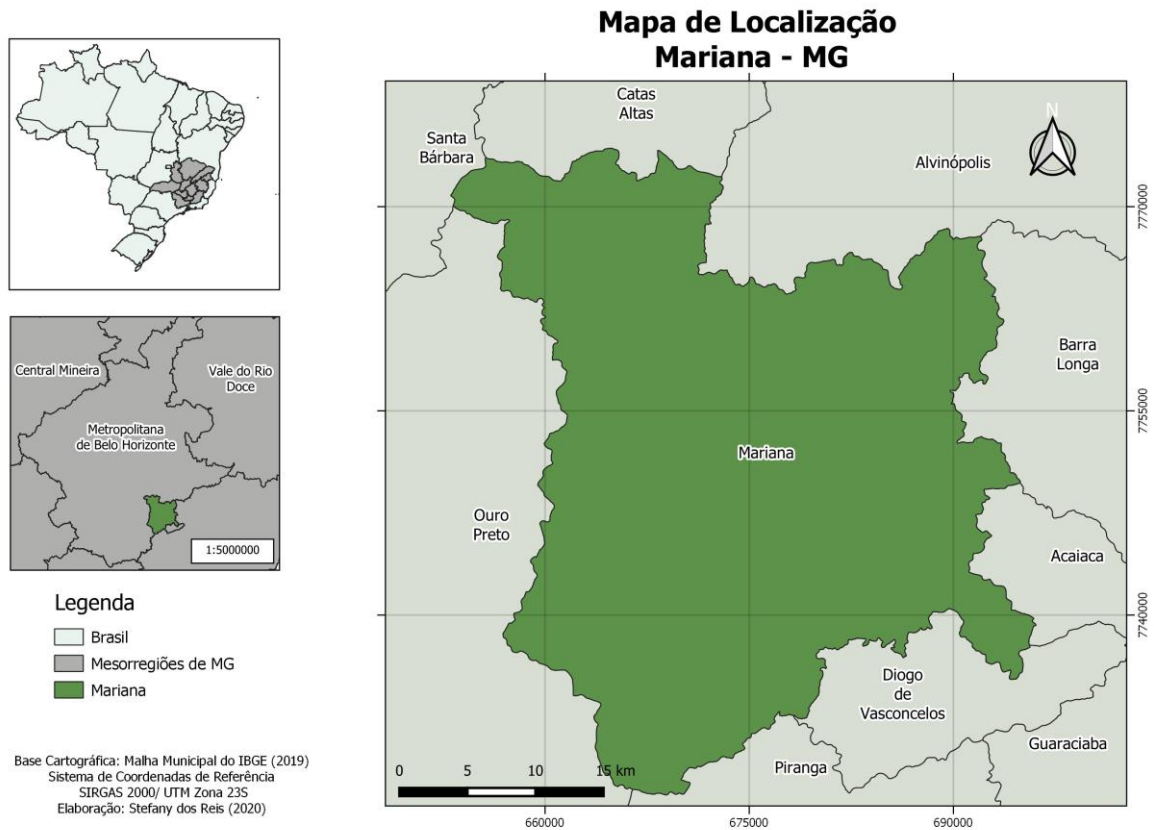 Mapa de Localização
Mariana - MG
Catas
Altas
Santa
Bárbara
Alvinópolis
N
7770000
Barra
Longa
7755000
Mariana
Ouro
Preto
Acaiaca
7740000
Diogo
de
Vasconcelos
Guaraciaba
Piranga
0 5 10 15 km
660000 675000 690000
Central Mineira
Vale do Rio
Doce
Metropolitana
de Belo Horizonte
1:5000000
Legenda
Brasil
Mesorregiões de MG
Mariana
Base Cartográfica: Malha Municipal do IBGE (2019)
Sistema de Coordenadas de Referência
SIRGAS 2000/ UTM Zona 23S
Elaboração: Stefany dos Reis (2020)